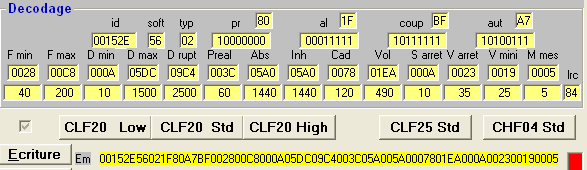 Decodage
id soft typ pr 80 al 1F coup BF aut A7
00152E 56 02 10000000 00011111 10111111 10100111
F min F max D min D max D rupt Preal Abs Inh Cad Vol S arret V arret V mini M mes
0028 00C8 000A 05DC 09C4 003C 05A0 05A0 0078 01EA 000A 0023 0019 0005 lrc
40 200 10 1500 2500 60 1440 1440 120 490 10 35 25 5 84
CLF20 Low CLF20 Std CLF20 High CLF25 Std CHF04 Std
Ecriture Em 00152E56021F80A7BF002800C8000A05DC09C4003C05A005A0007801EA000A002300190005